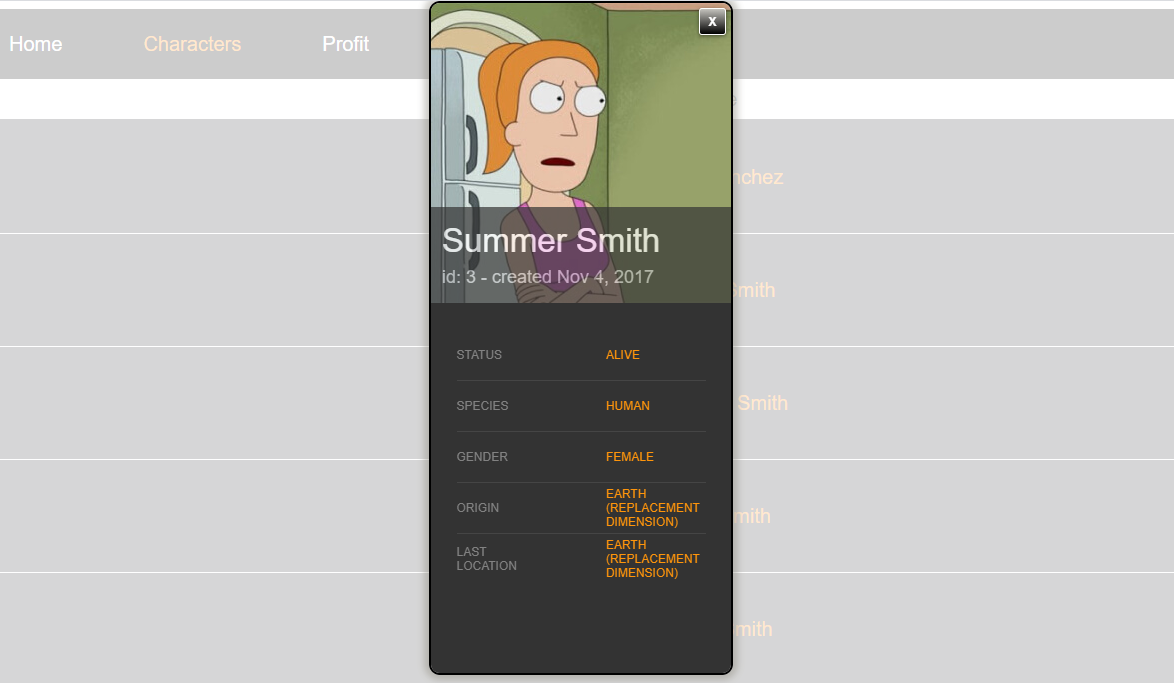 Home Characters Profit
x
Summer Smith
id: 3 - created Nov 4, 2017
STATUS ALIVE
SPECIES HUMAN
GENDER FEMALE
ORIGIN EARTH
(REPLACEMENT
DIMENSION)
LAST
LOCATION
EARTH
(REPLACEMENT
DIMENSION)
nchez
Smith
Smith
mith
mith